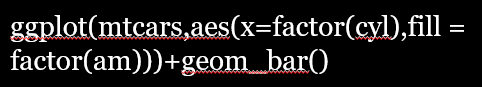 ggplot(mtcars,aes(x=factor(cyl),fill =
factor(am)))+geom_bar()